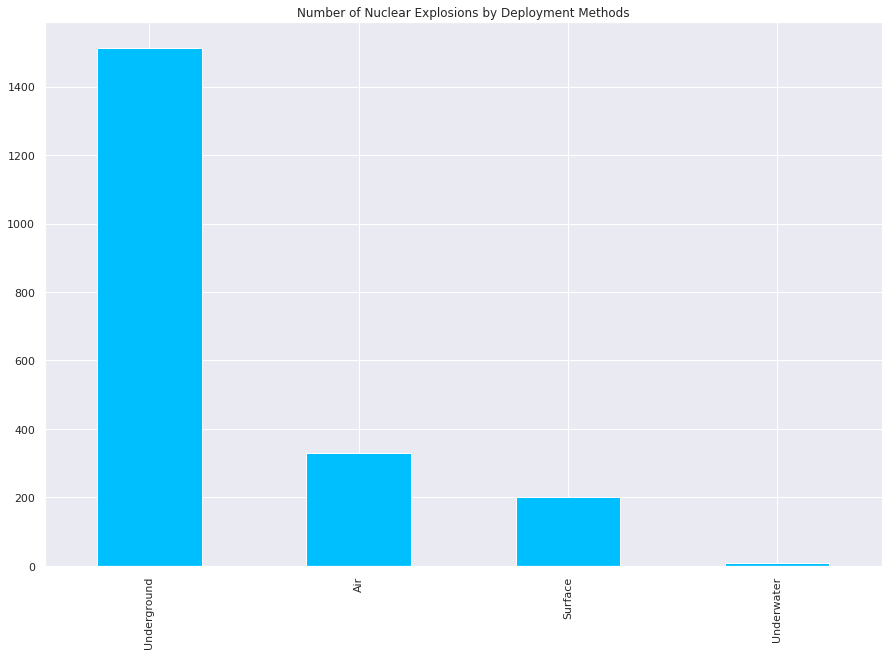 Number of Nuclear Explosions by Deployment Methods
1400
1200
1000
800
600
400
200
0
Underground
Air
Surface
Underwater